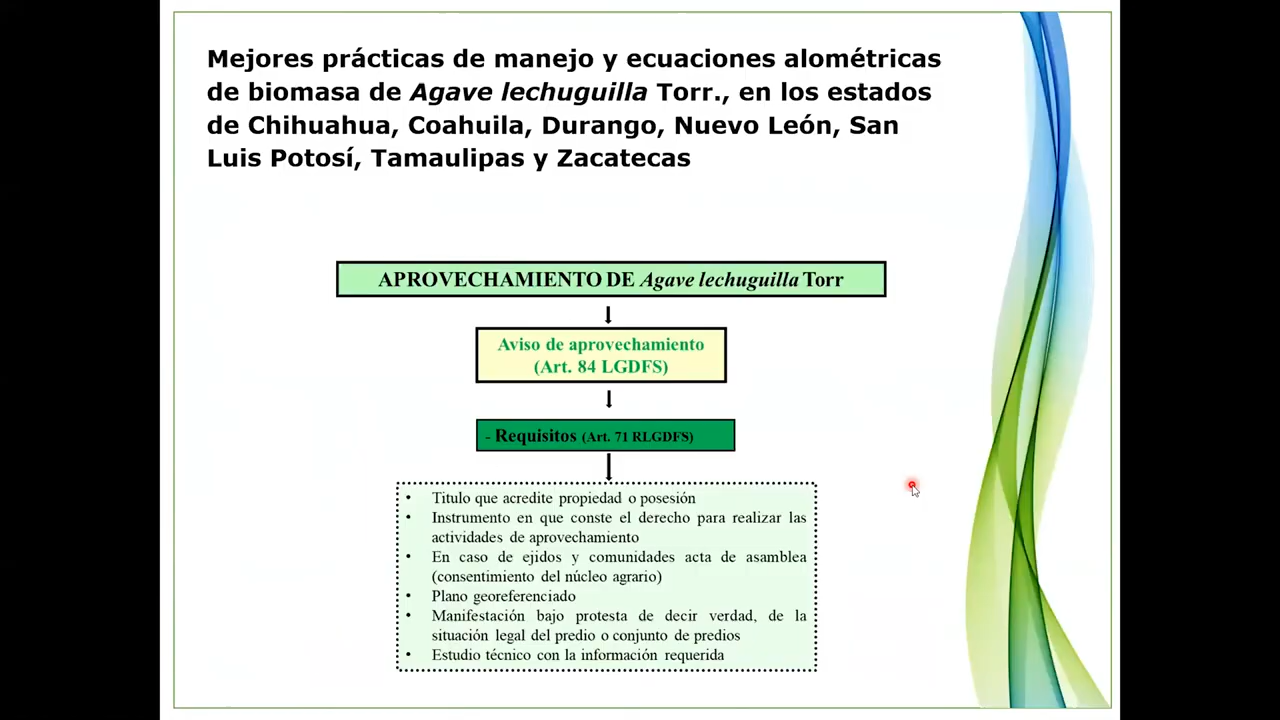 Mejores prácticas de manejo y ecuaciones alométricas
de biomasa de Agave lechuguilla Torr., en los estados
de Chihuahua, Coahuila, Durango, Nuevo León, San
Luis Potosí, Tamaulipas y Zacatecas
APROVECHAMIENTO DE Agave lechuguilla Torr
Aviso de aprovechamiento
(Art. 84 LGDFS)
- Requisitos (Art. 71 RLGDFS)
• Titulo que acredite propiedad o posesión
• Instrumento en que conste el derecho para realizar las
actividades de aprovechamiento
• En caso de ejidos y comunidades acta de asamblea
(consentimiento del núcleo agrario)
• Plano georeferenciado
• Manifestación bajo protesta de decir verdad, de la
situación legal del predio o conjunto de predios
• Estudio técnico con la información requerida